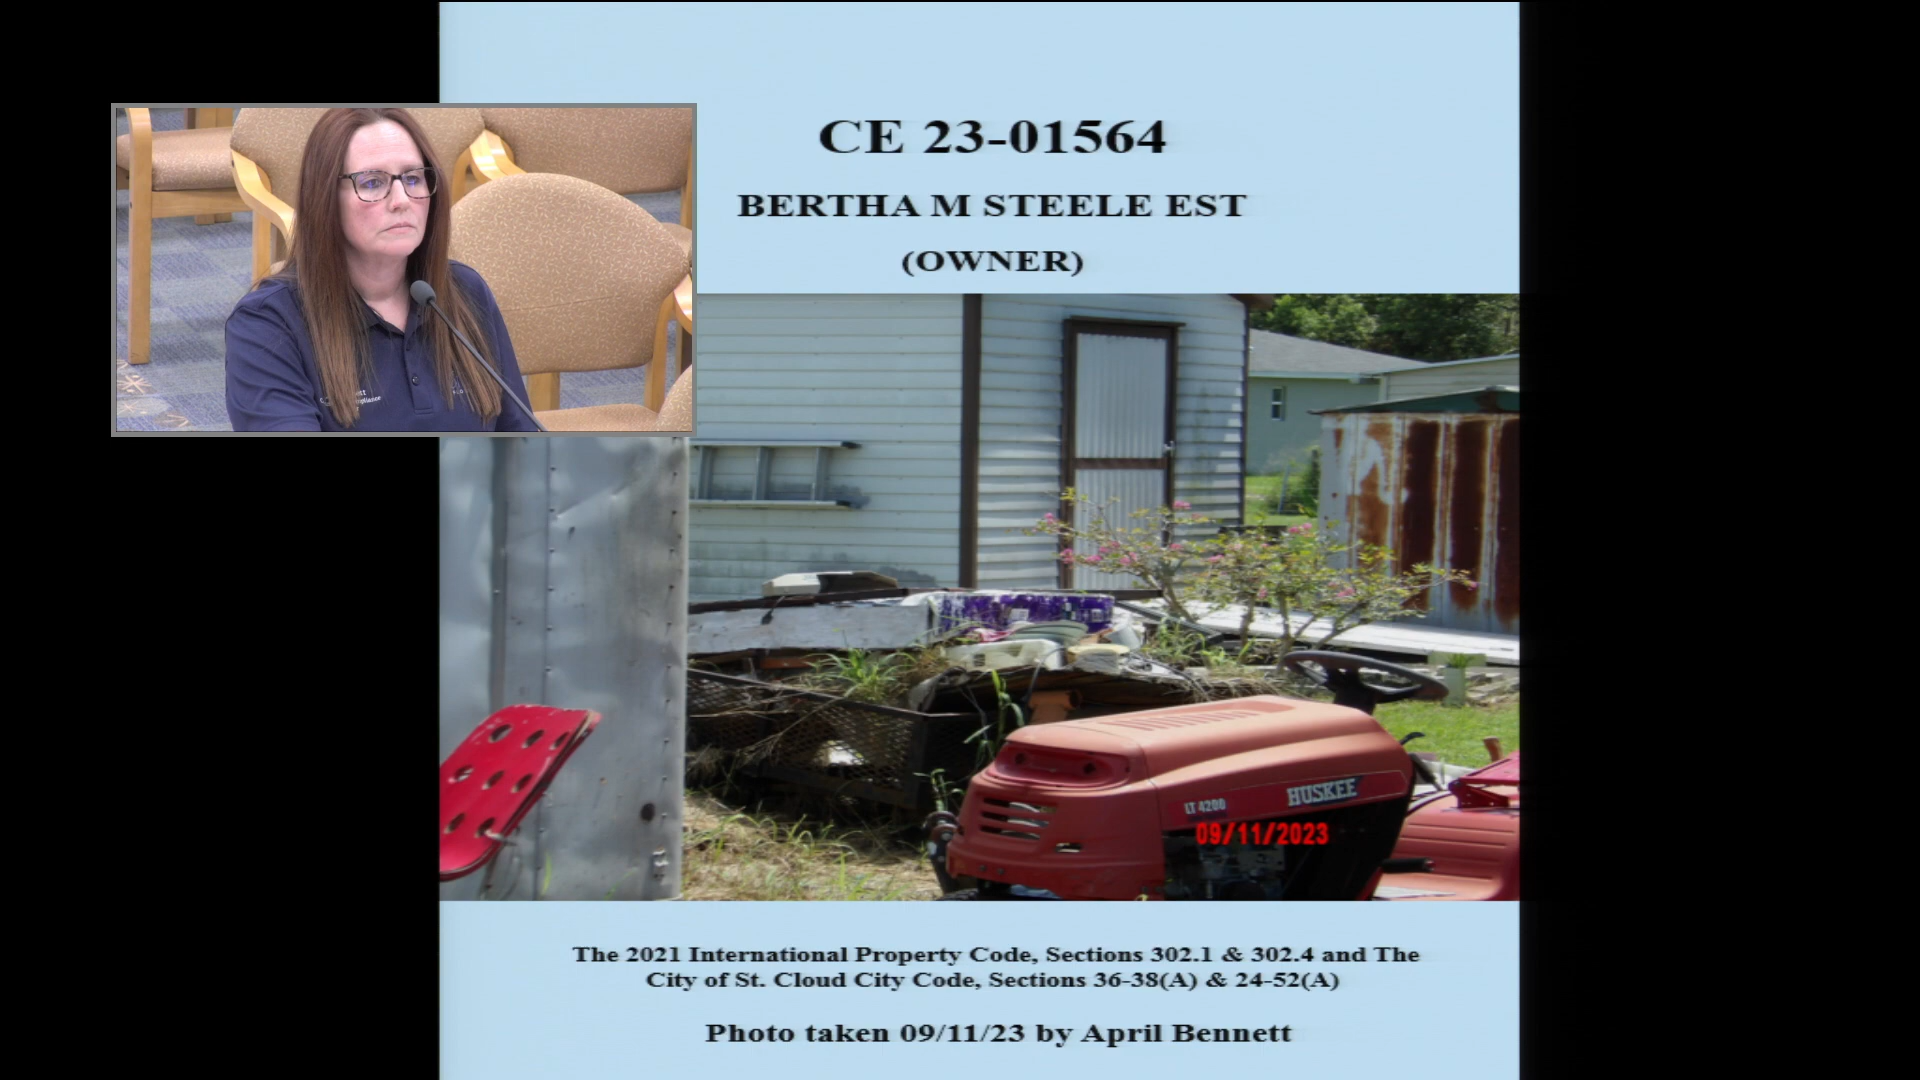 CE 23-01564
BERTHA M STEELE EST
(OWNER)
LT 4200
HUSKEE
09/11/2023
The 2021 International Property Code, Sections 302.1 & 302.4 and The
City of St. Cloud City Code, Sections 36-38(A) & 24-52(A)
Photo taken 09/11/23 by April Bennett